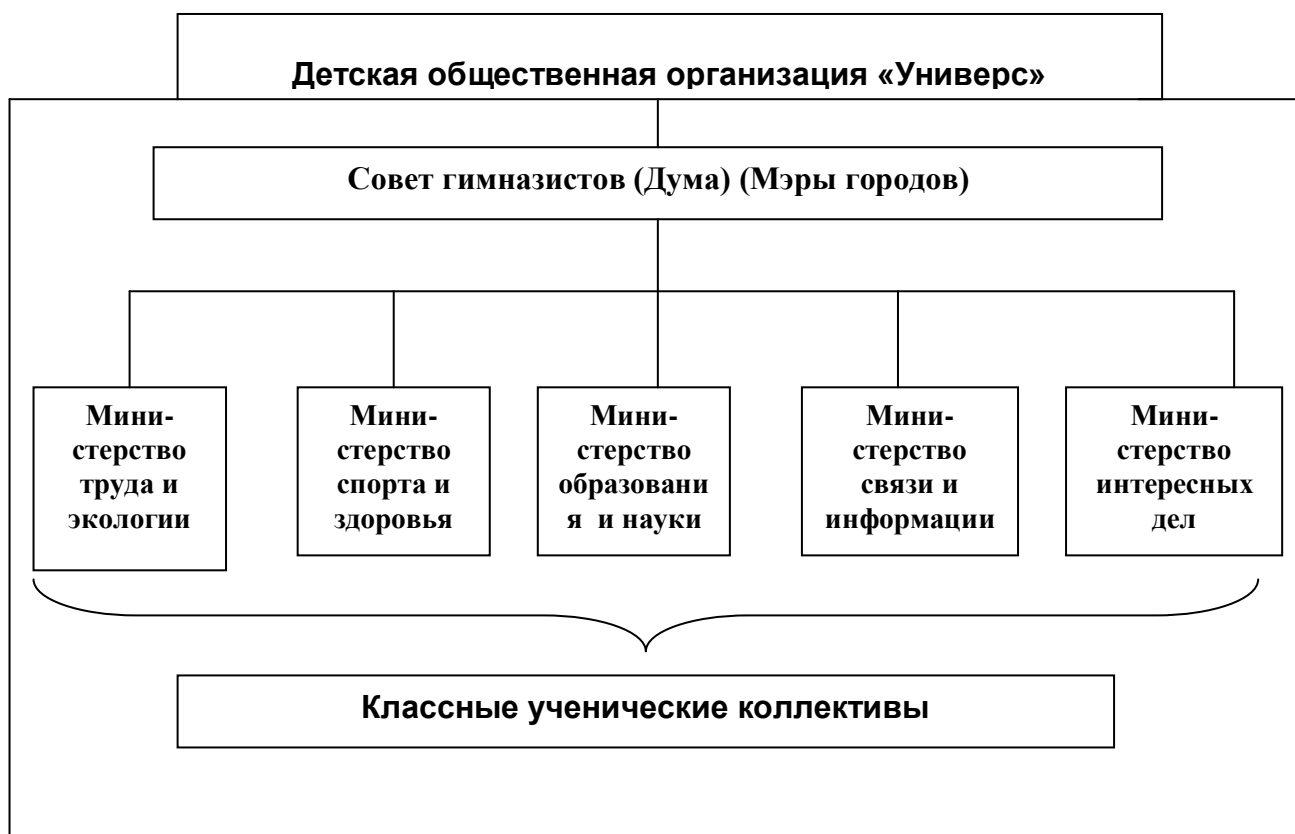 Детская общественная организация «Универс»
Совет гимназистов (Дума) (Мэры городов)
Мини-
стерство
труда и
экологии
Мини-
стерство
спорта и
здоровья
Мини-
стерство
образовани
я и науки
Мини-
стерство
связи и
информации
Мини-
стерство
интересных
дел
Классные ученические коллективы